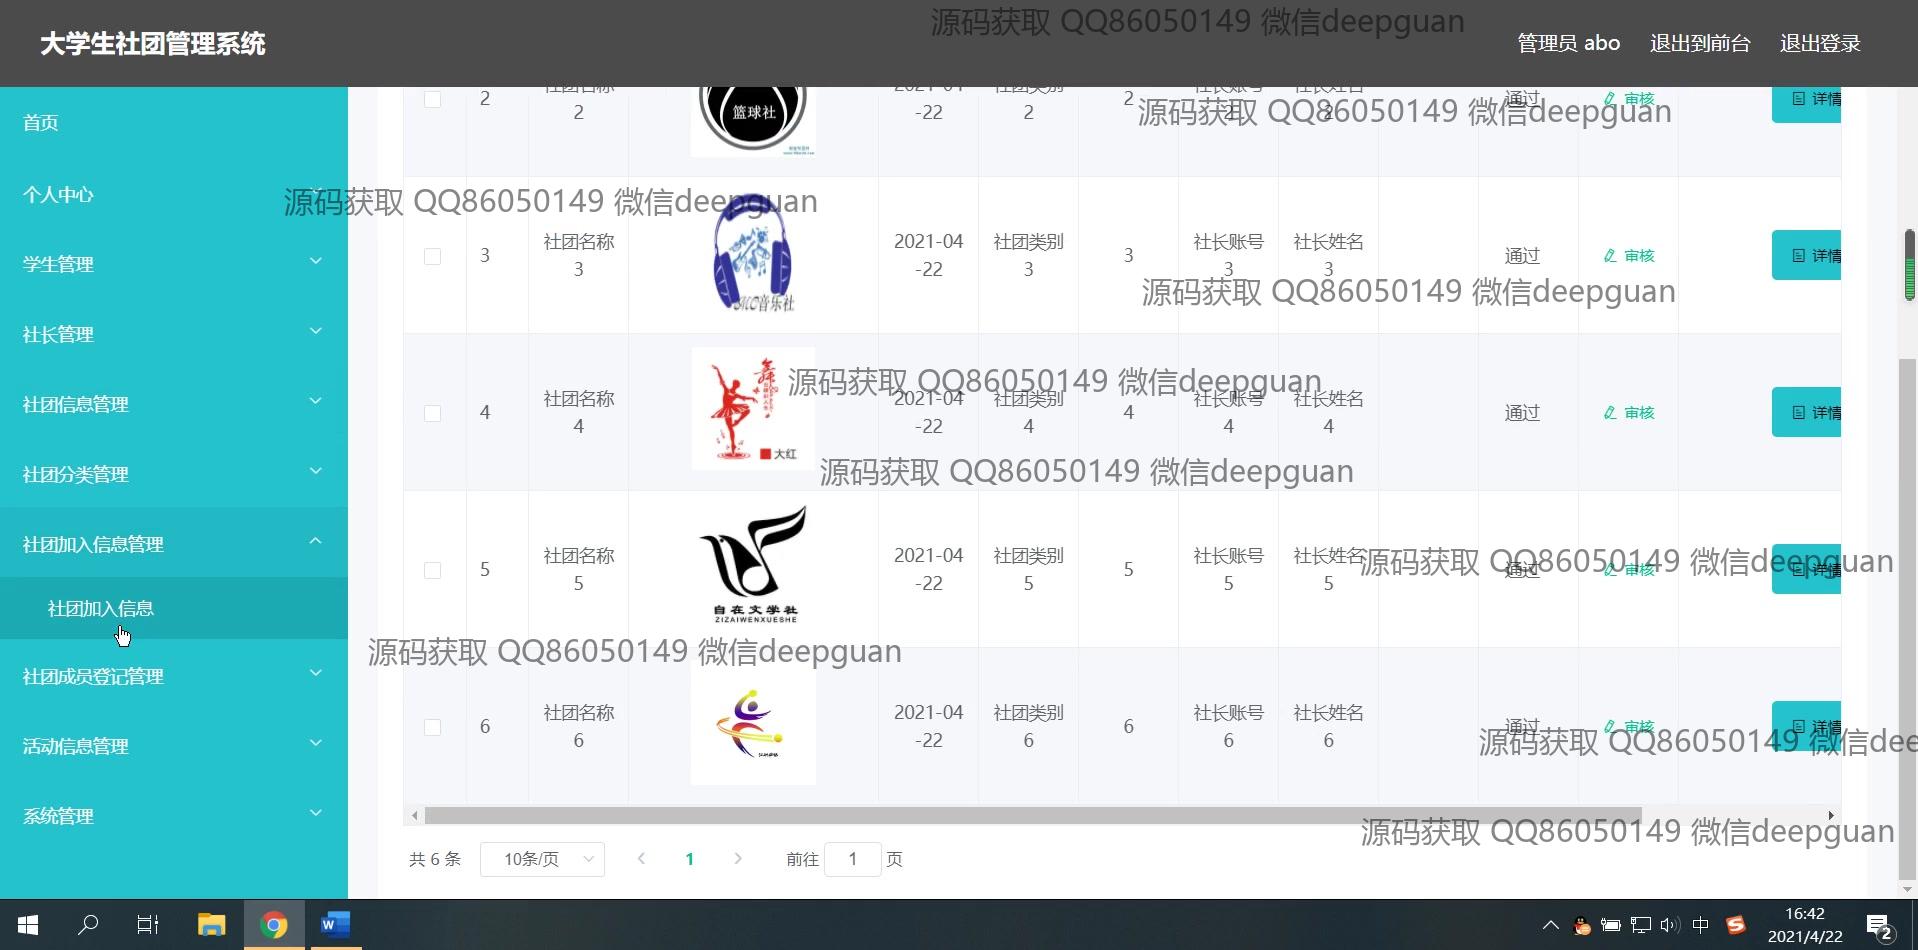 源码获取 QQ86050149 微信deepguan
大学生社团管理系统
管理员 abo
退出到前台
退出登录
首页
个人中心
学生管理
社长管理
社团信息管理
社团分类管理
社团加入信息管理
社团加入信息
社团成员登记管理
活动信息管理
系统管理
2
社团名称
2
篮球社
2021-04
-22
社团类别
2
2
社长账号
2
社长姓名
2
通过
审核
详情
源码获取 QQ86050149 微信deepguan
源码获取 QQ86050149 微信deepguan
3
社团名称
3
音乐社
2021-04
-22
社团类别
3
3
社长账号
3
社长姓名
3
通过
审核
详情
源码获取 QQ86050149 微信deepguan
源码获取 QQ86050149 微信deepguan
4
社团名称
4
舞
大红
2021-04
-22
社团类别
4
4
社长账号
4
社长姓名
4
通过
审核
详情
源码获取 QQ86050149 微信deepguan
5
社团名称
5
自在文学社
ZIZAIWENXUESHE
2021-04
-22
社团类别
5
5
社长账号
5
社长姓名
5
通过
审核
详情
源码获取 QQ86050149 微信deepguan
源码获取 QQ86050149 微信deepguan
6
社团名称
6
2021-04
-22
社团类别
6
6
社长账号
6
社长姓名
6
通过
审核
详情
源码获取 QQ86050149 微信dee
源码获取 QQ86050149 微信deepguan
共 6 条
10条/页
1
前往 1 页
中
16:42
2021/4/22
2